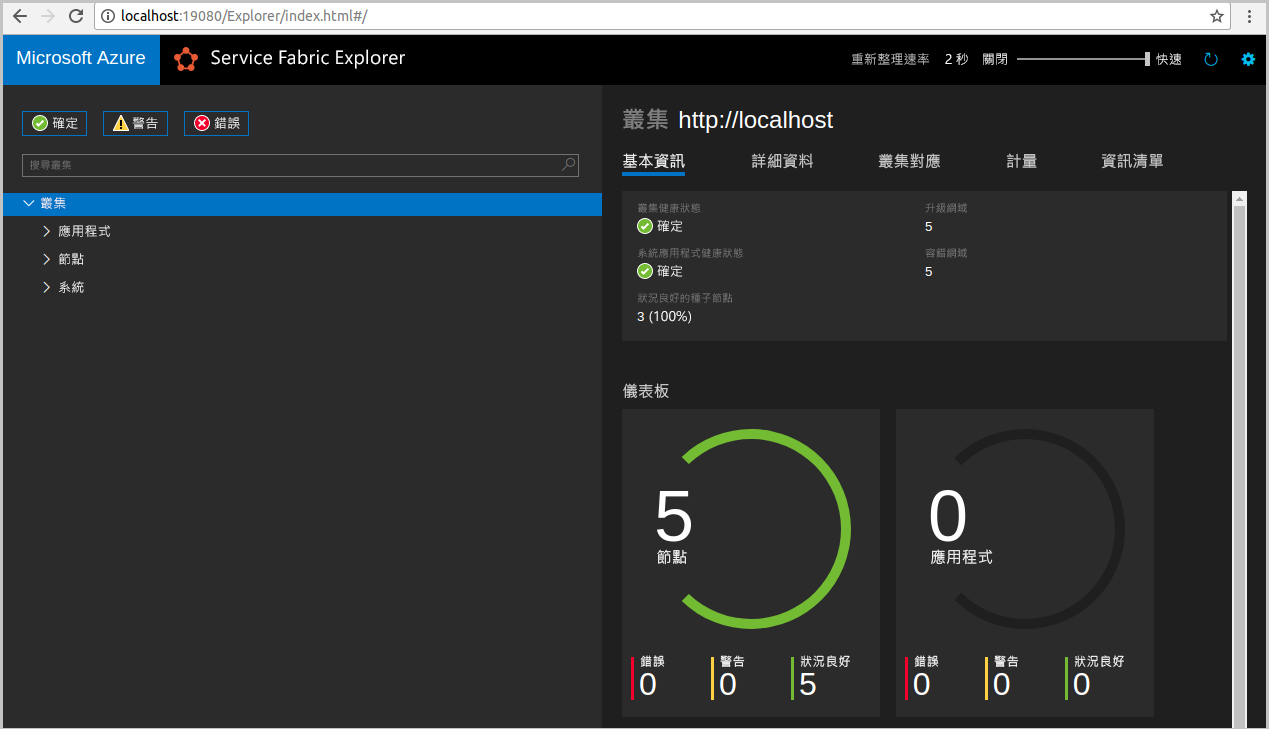 localhost:19080/Explorer/index.html#/
Microsoft Azure Service Fabric Explorer 重新整理速率 2 秒 關閉 快速
確定 警告 錯誤
搜尋叢集
叢集
應用程式
節點
系統
叢集 http://localhost
基本資訊 詳細資料 叢集對應 計量 資訊清單
叢集健康狀態 升級網域
確定 5
系統應用程式健康狀態 容錯網域
確定 5
狀況良好的種子節點
3 (100%)
儀表板
5
節點
錯誤 警告 狀況良好
0 0 5
0
應用程式
錯誤 警告 狀況良好
0 0 0